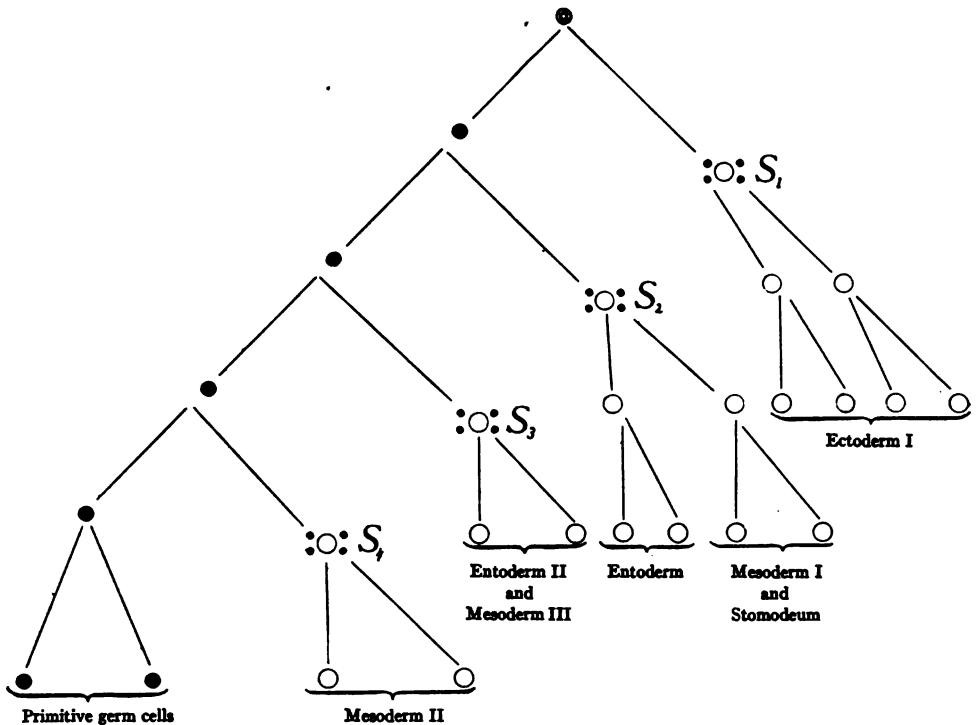 S₁
S₂
S₃
Ectoderm I
S₄
Entoderm II
and
Mesoderm III
Entoderm
Mesoderm I
and
Stomodeum
Primitive germ cells
Mesoderm II